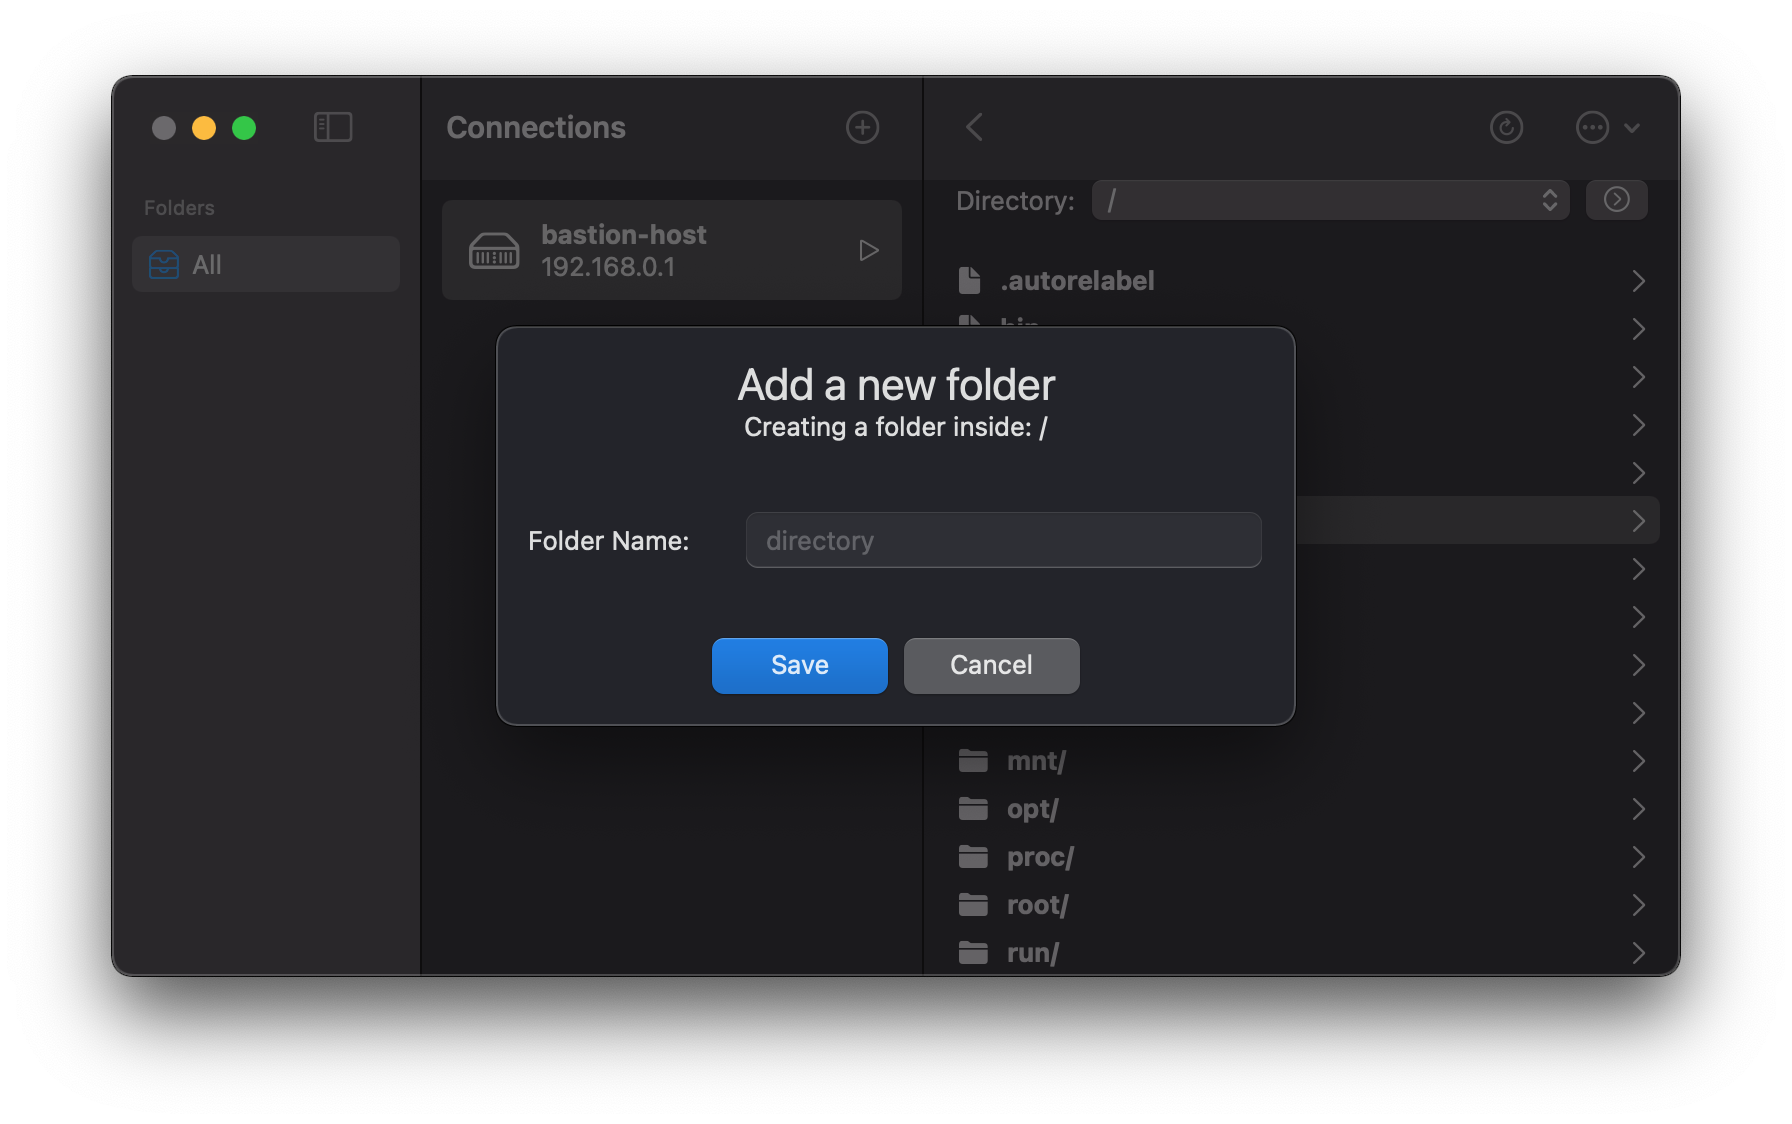 Folders
All
Connections
bastion-host
192.168.0.1
Directory:
/
.autorelabel
bin
Add a new folder
Creating a folder inside: /
Folder Name:
directory
Save
Cancel
mnt/
opt/
proc/
root/
run/